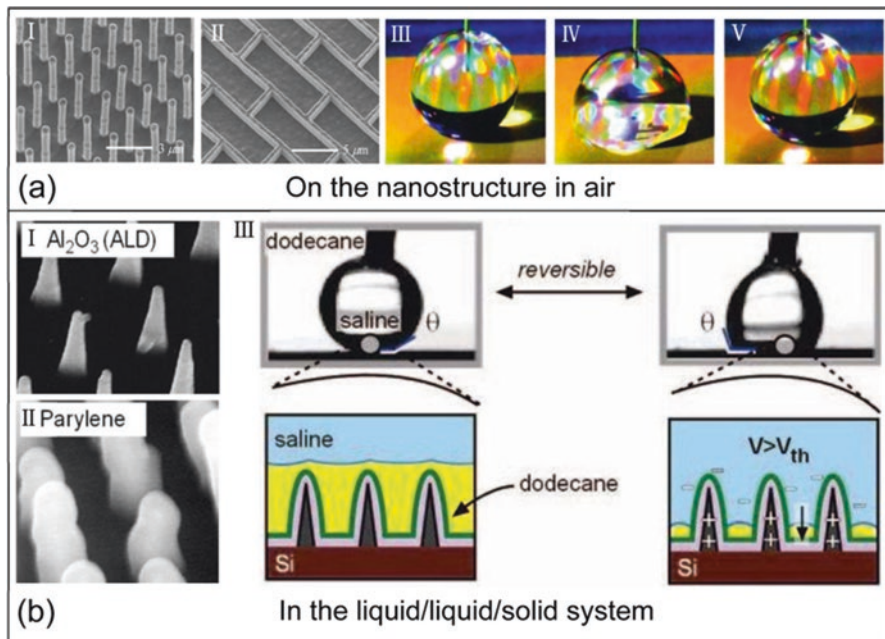 I
II
III
IV
V
3 μm
5 μm
(a)
On the nanostructure in air
I Al₂O₃ (ALD)
II Parylene
III
dodecane
saline
θ
reversible
θ
saline
dodecane
Si
V>Vth
+ + +
+ + +
Si
(b)
In the liquid/liquid/solid system